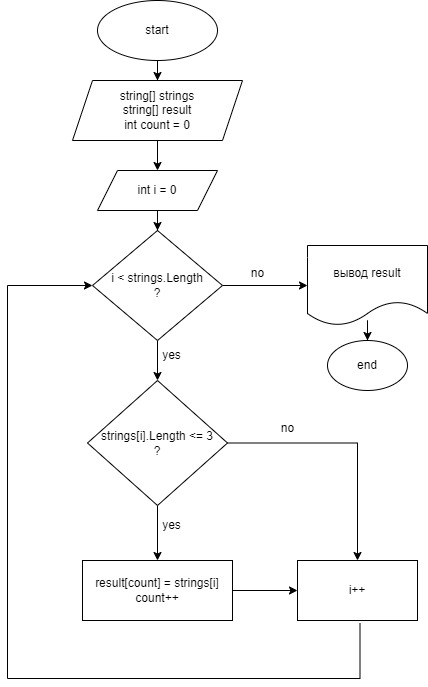 start
string[] strings
string[] result
int count = 0
int i = 0
i < strings.Length
?
no
вывод result
end
yes
strings[i].Length <= 3
?
no
yes
result[count] = strings[i]
count++
i++